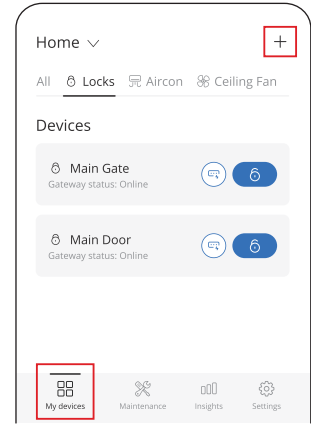 Home
All Locks Aircon Ceiling Fan
Devices
Main Gate
Gateway status: Online
Main Door
Gateway status: Online
My devices Maintenance Insights Settings